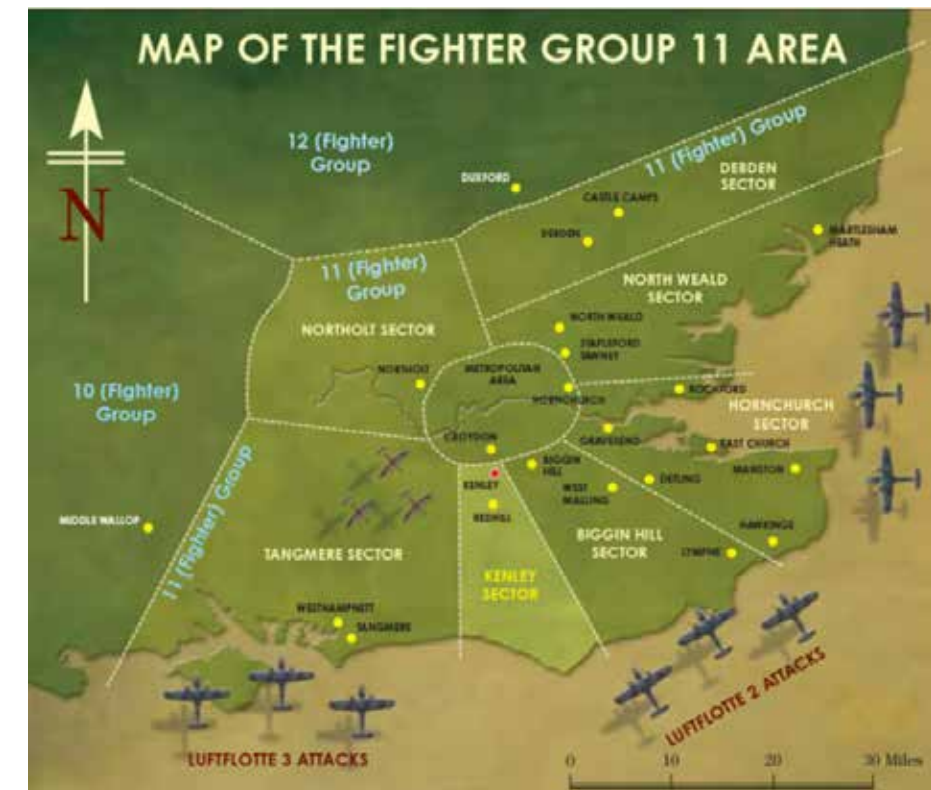 MAP OF THE FIGHTER GROUP 11 AREA
12 (Fighter)
Group
11 (Fighter) Group
DEBDEN
SECTOR
DUXFORD
CASTLE CAMPS
DEBDEN
MARTLESHAM
HEATH
N
11 (Fighter)
Group
NORTH WEALD
SECTOR
NORTHOLT SECTOR
NORTH WEALD
STAPLEFORD
TAWNEY
METROPOLITAN
AREA
NORTHOLT
10 (Fighter)
Group
HORNCHURCH
ROCHFORD
HORNCHURCH
SECTOR
CROYDON
GRAVESEND
EAST CHURCH
BIGGIN
HILL
MANSTON
KENLEY
WEST
MALLING
DETLING
REDHILL
11 (Fighter) Group
MIDDLE WALLOP
TANGMERE SECTOR
BIGGIN HILL
SECTOR
HAWKINGE
LYMPNE
KENLEY
SECTOR
WESTHAMPNETT
TANGMERE
LUFTFLOTTE 2 ATTACKS
LUFTFLOTTE 3 ATTACKS
0 10 20 30 Miles